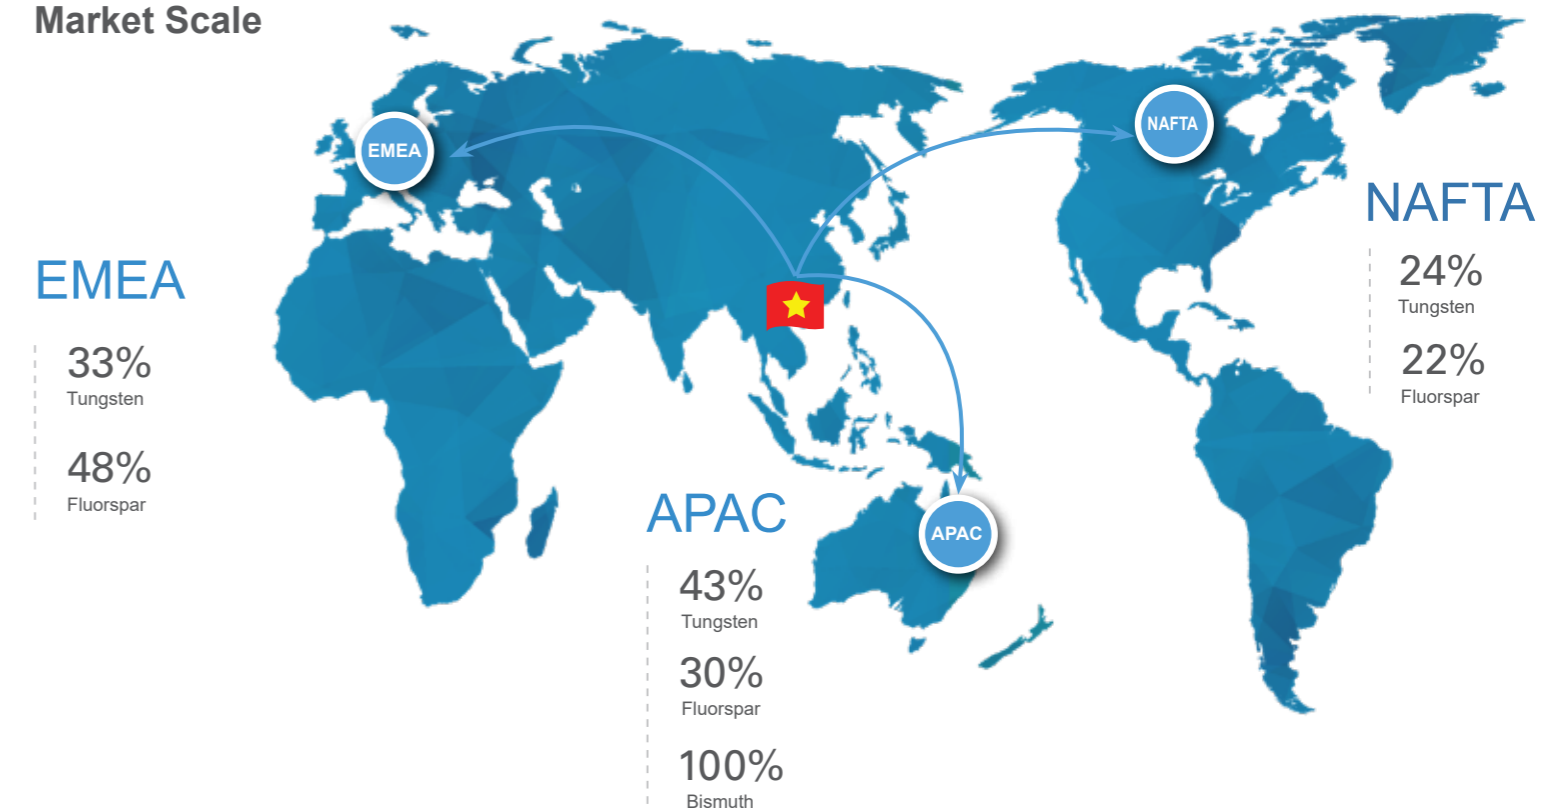 Market Scale
EMEA
NAFTA
NAFTA
24%
Tungsten
22%
Fluorspar
EMEA
33%
Tungsten
48%
Fluorspar
APAC
APAC
43%
Tungsten
30%
Fluorspar
100%
Bismuth